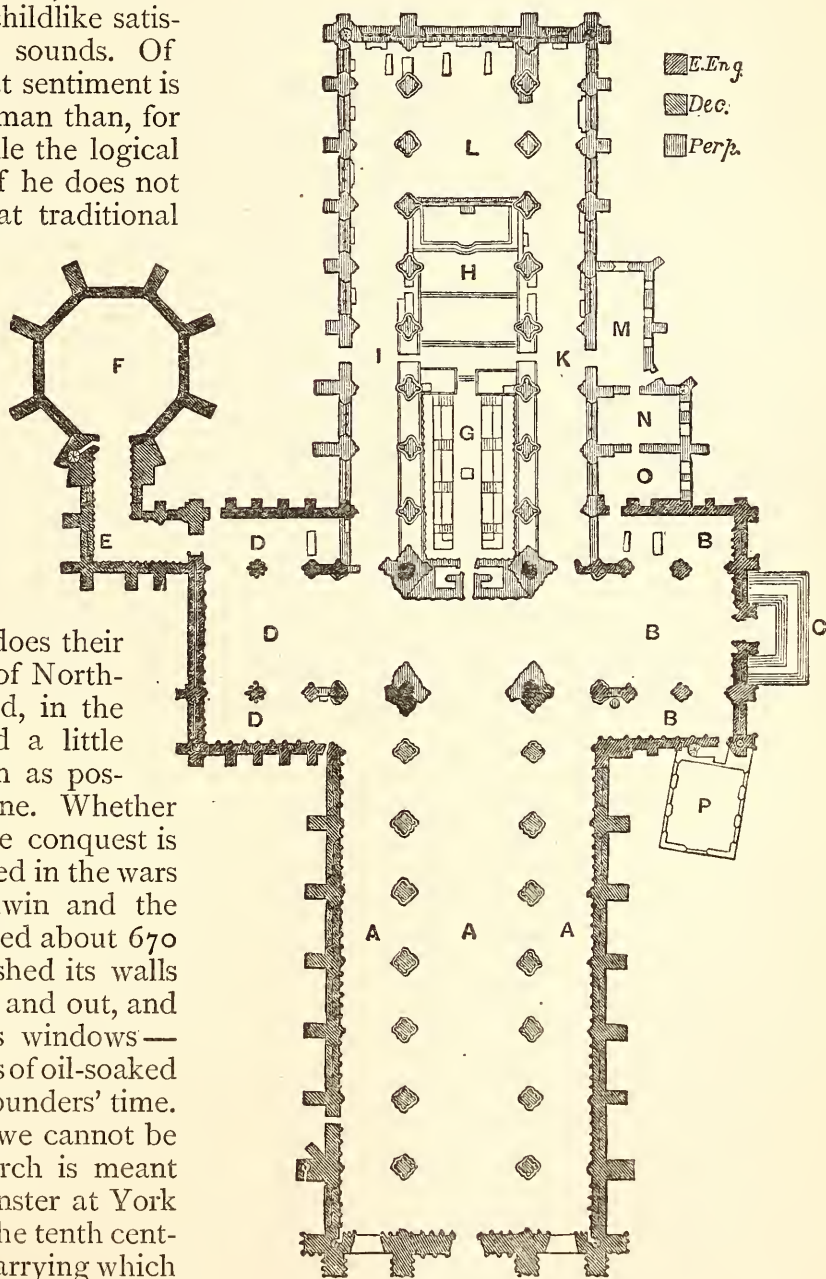 childlike satis-
sounds. Of
t sentiment is
man than, for
le the logical
f he does not
at traditional
E.Eng.
Dec.
Perp.
L
H
F
M
I
K
N
G
O
E
D
B
D
B
C
D
B
P
A A A
does their
of North-
d, in the
d a little
n as pos-
ne. Whether
e conquest is
ed in the wars
win and the
ed about 670
shed its walls
and out, and
s windows—
s of oil-soaked
ounders' time.
we cannot be
rch is meant
nster at York
he tenth cent-
arrying which